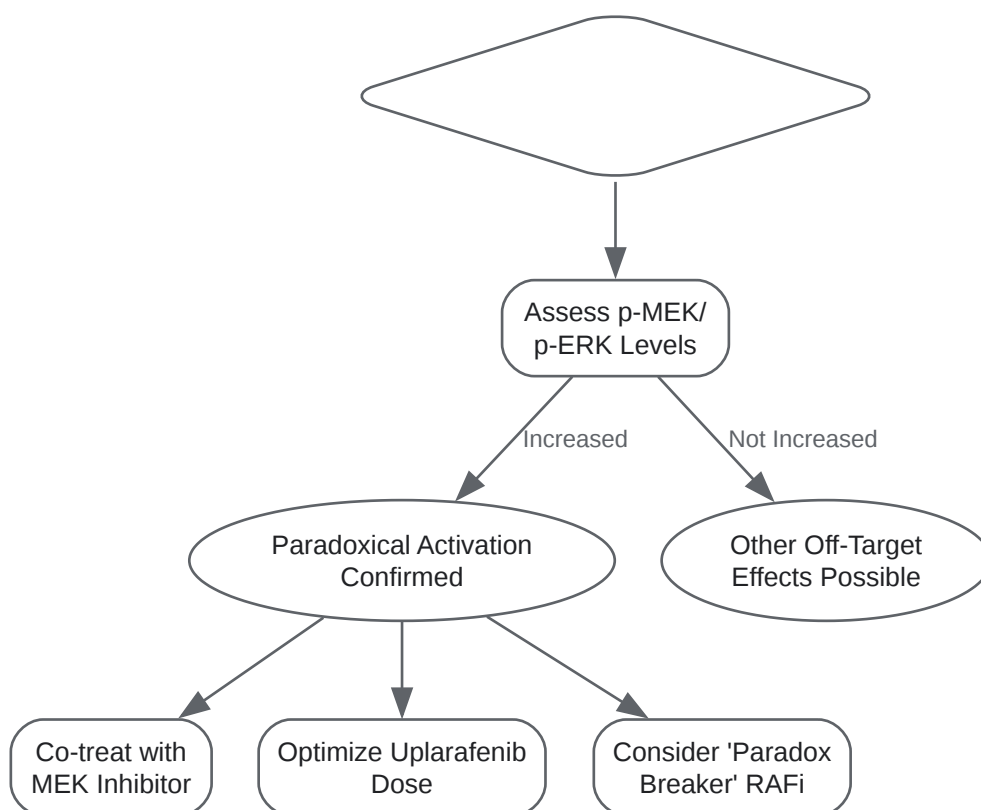 Assess p-MEK/
p-ERK Levels
Increased
Not Increased
Paradoxical Activation
Confirmed
Other Off-Target
Effects Possible
Co-treat with
MEK Inhibitor
Optimize Uplarafenib
Dose
Consider 'Paradox
Breaker' RAFi